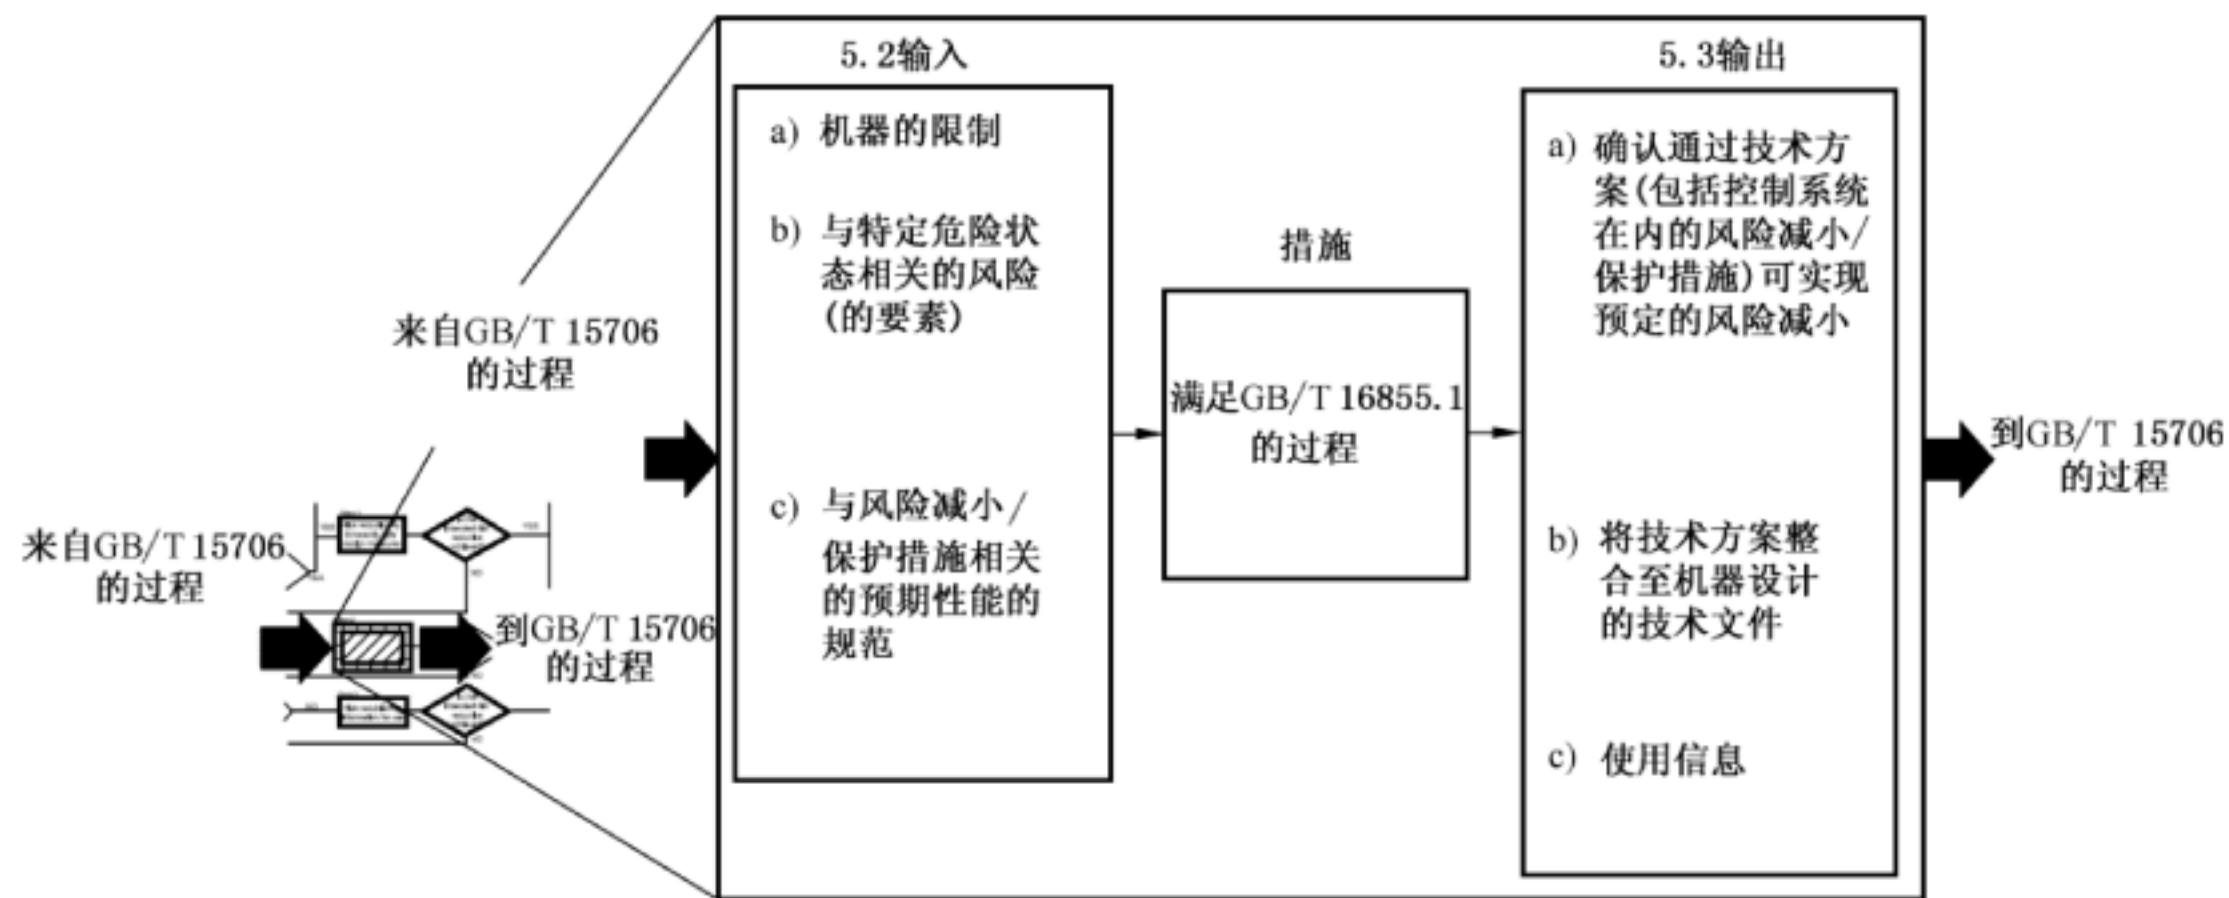 5.2输入
a) 机器的限制
b) 与特定危险状
态相关的风险
(的要素)
c) 与风险减小/
保护措施相关
的预期性能的
规范
措施
满足GB/T 16855.1
的过程
5.3输出
a) 确认通过技术方
案(包括控制系统
在内的风险减小/
保护措施)可实现
预定的风险减小
b) 将技术方案整
合至机器设计
的技术文件
c) 使用信息
来自GB/T 15706
的过程
到GB/T 15706
的过程
来自GB/T 15706
的过程
到GB/T 15706
的过程